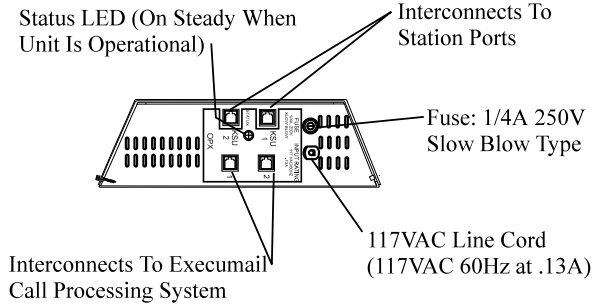 Status LED (On Steady When
Unit Is Operational)
Interconnects To
Station Ports
Fuse: 1/4A 250V
Slow Blow Type
117VAC Line Cord
(117VAC 60Hz at .13A)
Interconnects To Execumail
Call Processing System
OPX
KSU
2
KSU
1
FUSE
INPUT RATING
1
2